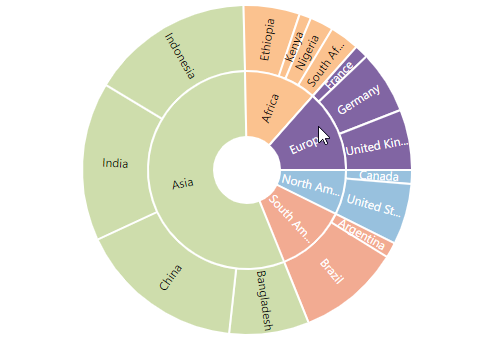 Ethiopia
Kenya
Nigeria
South Af...
France
Germany
United Kin...
Canada
United St...
Argentina
Brazil
Bangladesh
China
India
Indonesia
Africa
Europ
North Am...
South Am...
Asia